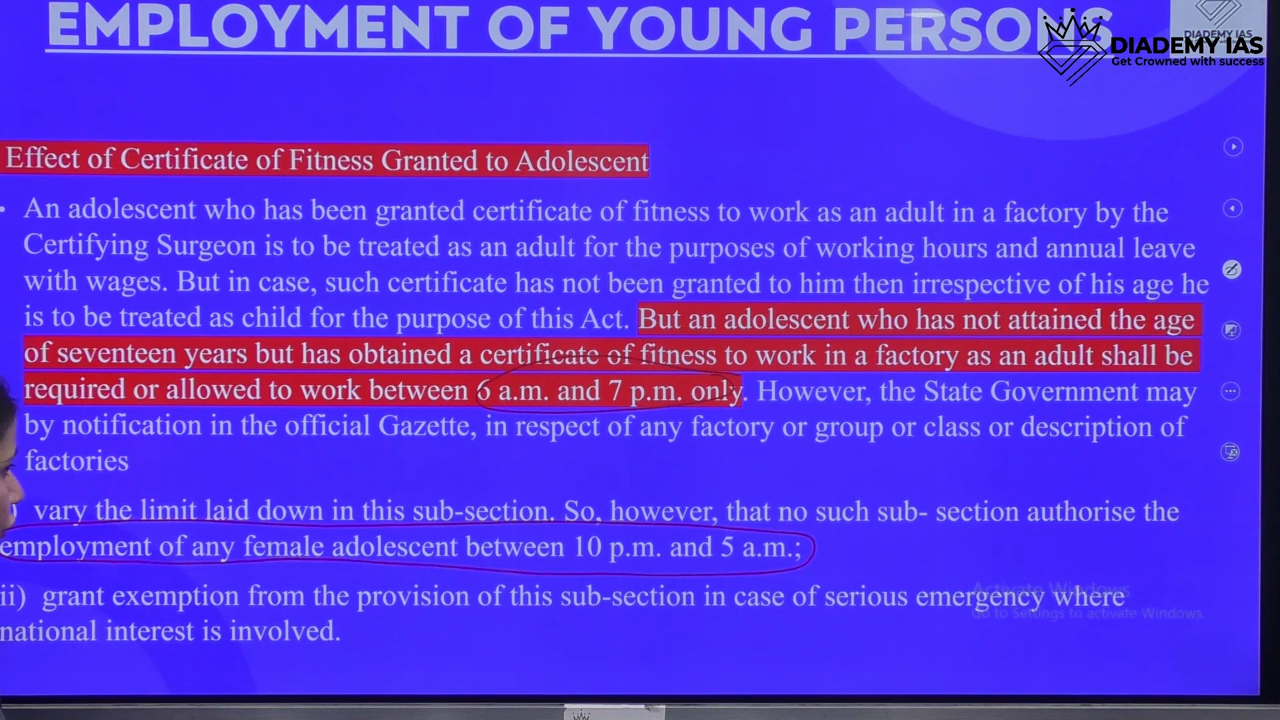 EMPLOYMENT OF YOUNG PERSONS
DIADEMY IAS
DIADEMY IAS
Get Crowned with success
Effect of Certificate of Fitness Granted to Adolescent
• An adolescent who has been granted certificate of fitness to work as an adult in a factory by the
Certifying Surgeon is to be treated as an adult for the purposes of working hours and annual leave
with wages. But in case, such certificate has not been granted to him then irrespective of his age he
is to be treated as child for the purpose of this Act. But an adolescent who has not attained the age
of seventeen years but has obtained a certificate of fitness to work in a factory as an adult shall be
required or allowed to work between 6 a.m. and 7 p.m. only. However, the State Government may
by notification in the official Gazette, in respect of any factory or group or class or description of
factories
) vary the limit laid down in this sub-section. So, however, that no such sub- section authorise the
employment of any female adolescent between 10 p.m. and 5 a.m.;
ii) grant exemption from the provision of this sub-section in case of serious emergency where
national interest is involved.
Activate Windows
Go to Settings to activate Windows.